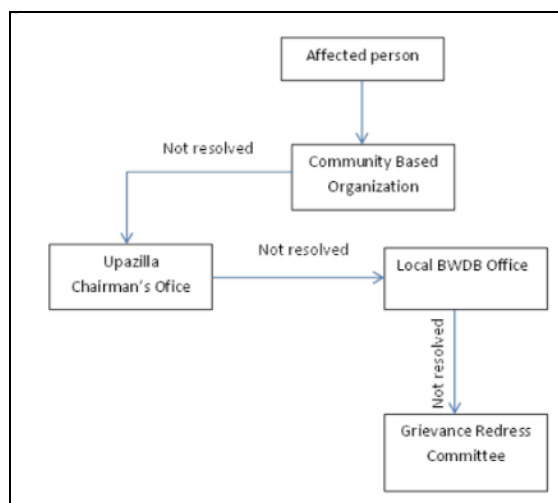 Affected person
Not resolved
Community Based
Organization
Upazilla
Chairman's Ofice
Not resolved
Local BWDB Office
Not resolved
Grievance Redress
Committee